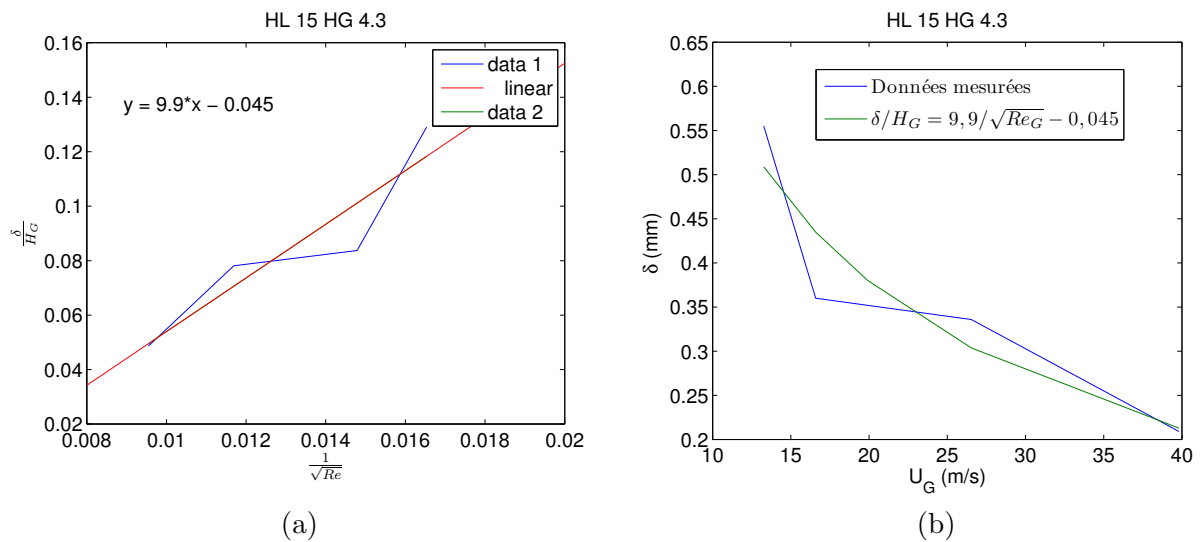 HL 15 HG 4.3
0.16
0.14
0.12
0.1
0.08
0.06
0.04
0.02
δ/H_G
y = 9.9*x − 0.045
data 1
linear
data 2
0.008
0.01
0.012
0.014
0.016
0.018
0.02
1/√Re
(a)
HL 15 HG 4.3
0.65
0.6
0.55
0.5
0.45
0.4
0.35
0.3
0.25
0.2
δ (mm)
Données mesurées
δ/H_G = 9, 9/√Re_G − 0, 045
10
15
20
25
30
35
40
U_G (m/s)
(b)